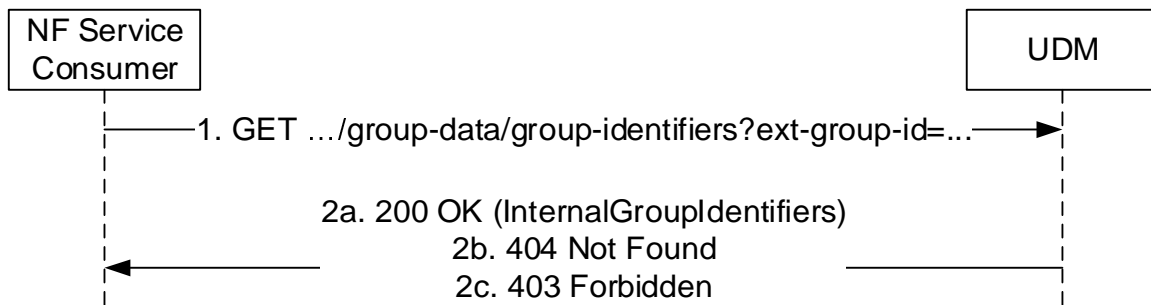 NF Service
Consumer
UDM
1. GET …/group-data/group-identifiers?ext-group-id=...
2a. 200 OK (InternalGroupIdentifiers)
2b. 404 Not Found
2c. 403 Forbidden